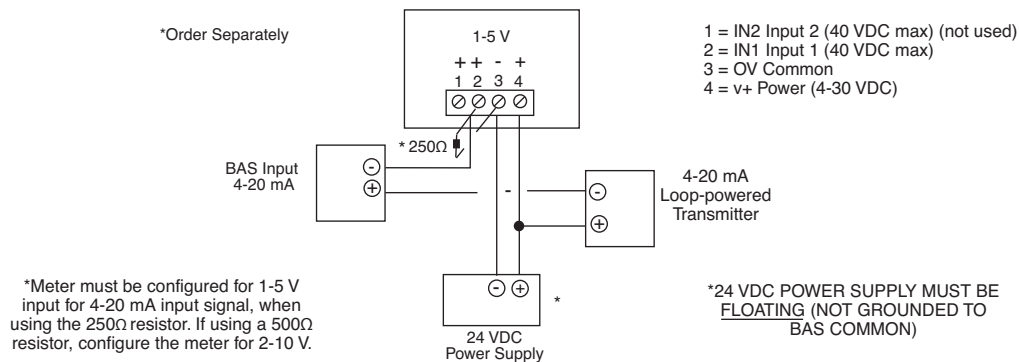 *Order Separately
1-5 V
+ + - +
1 2 3 4
1 = IN2 Input 2 (40 VDC max) (not used)
2 = IN1 Input 1 (40 VDC max)
3 = OV Common
4 = v+ Power (4-30 VDC)
* 250Ω
BAS Input
4-20 mA
-
+
-
-
+
4-20 mA
Loop-powered
Transmitter
- +
*
24 VDC
Power Supply
*Meter must be configured for 1-5 V
input for 4-20 mA input signal, when
using the 250Ω resistor. If using a 500Ω
resistor, configure the meter for 2-10 V.
*24 VDC POWER SUPPLY MUST BE
FLOATING (NOT GROUNDED TO
BAS COMMON)